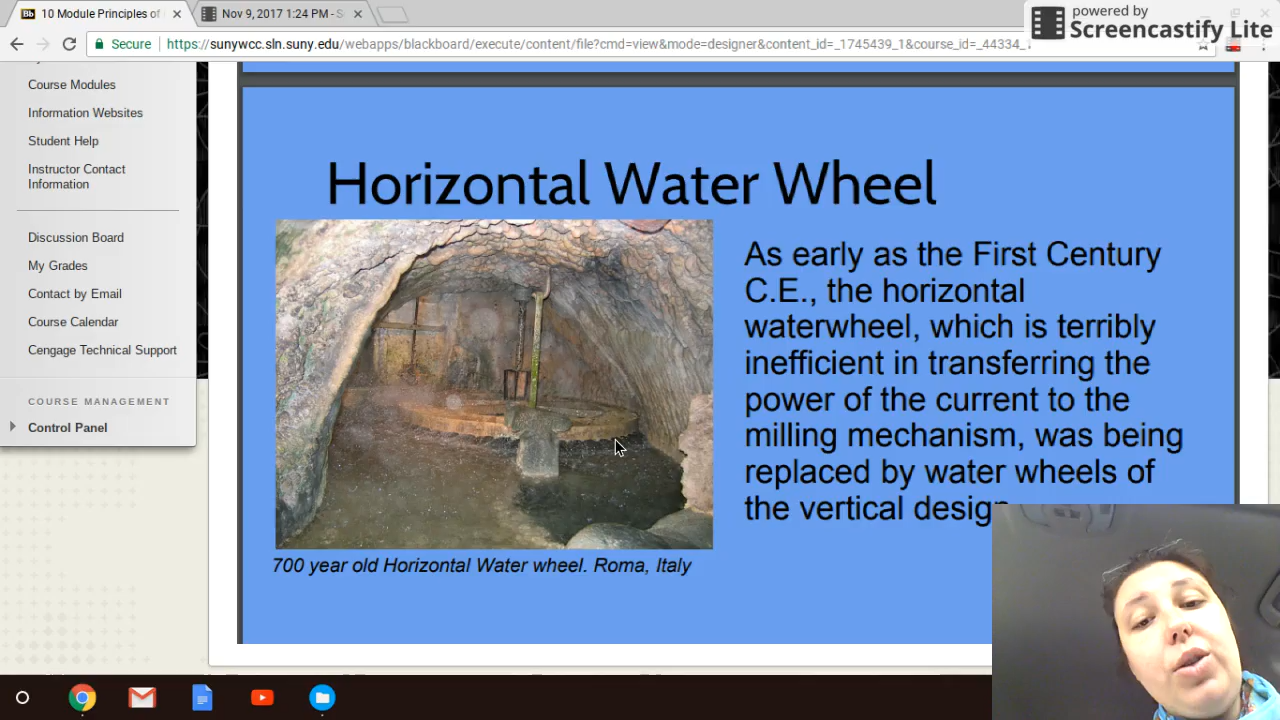 10 Module Principles of
Nov 9, 2017 1:24 PM - S
powered by
Screencastify Lite
Secure
https://sunywcc.sln.suny.edu/webapps/blackboard/execute/content/file?cmd=view&mode=designer&content_id=_1745439_1&course_id=_44334_
Course Modules
Information Websites
Student Help
Instructor Contact
Information
Discussion Board
My Grades
Contact by Email
Course Calendar
Cengage Technical Support
COURSE MANAGEMENT
Control Panel
Horizontal Water Wheel
As early as the First Century
C.E., the horizontal
waterwheel, which is terribly
inefficient in transferring the
power of the current to the
milling mechanism, was being
replaced by water wheels of
the vertical design
700 year old Horizontal Water wheel. Roma, Italy